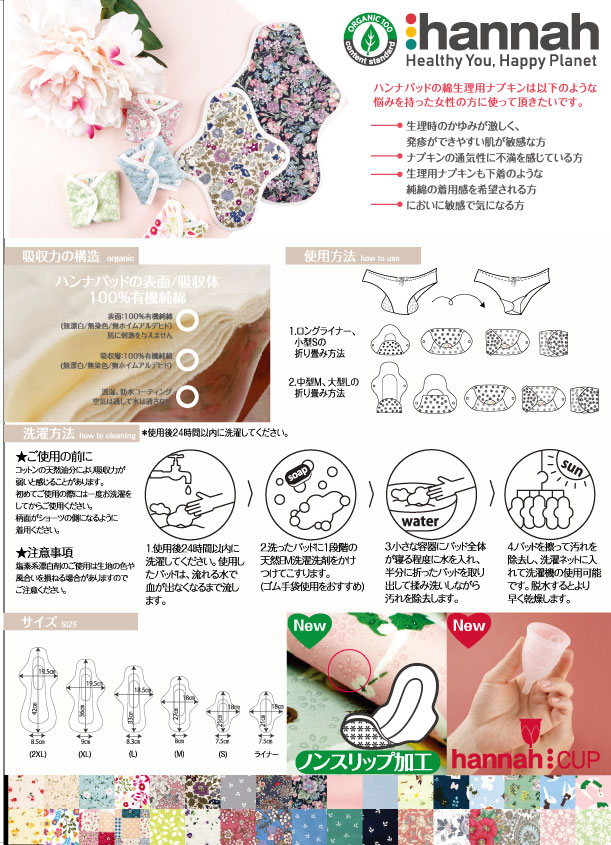 ORGANIC 100
content standard
hannah
Healthy You, Happy Planet
ハンナパッドの綿生理用ナプキンは以下のような
悩みを持った女性の方に使って頂きたいです。
生理時のかゆみが激しく、
発疹ができやすい肌が敏感な方
ナプキンの通気性に不満を感じている方
生理用ナプキンも下着のような
純綿の着用感を希望される方
においに敏感で気になる方
吸収力の構造 organic
ハンナパッドの表面/吸収体
100%有機純綿
表面:100%有機純綿
(無漂白/無染色/無ホイムアルデヒド)
肌に刺激を与えません
吸収層:100%有機純綿
(無漂白/無染色/無ホイムアルデヒド)
透湿、防水コーティング
空気は通して水は通さない
使用方法 how to use
1.ロングライナー、
小型Sの
折り畳み方法
2.中型M、大型Lの
折り畳み方法
洗濯方法 how to cleaning
*使用後24時間以内に洗濯してください。
★ご使用の前に
コットンの天然油分により吸収力が
弱いと感じることがあります。
初めてご使用の際には一度お洗濯を
してからご使用ください。
柄面がショーツの側になるように
着用ください。
★注意事項
塩素系漂白剤のご使用は生地の色や
風合いを損ねる場合がありますので
ご注意ください。
soap
water
sun
1.使用後24時間以内に
洗濯してください。使用し
たパッドは、流れる水で
血が出なくなるまで流し
ます。
2.洗ったパッドに1段階の
天然EM洗濯洗剤をかけ
つけてこすります。
(ゴム手袋使用をおすすめ)
3.小さな容器にパッド全体
が寝る程度に水を入れ、
半分に折ったパッドを取り
出して揉み洗いしながら
汚れを除去します。
4.パッドを擦って汚れを
除去し、洗濯ネットに入
れて洗濯機の使用可能
です。脱水するとより
早く乾燥します。
サイズ SIZE
19.5cm
42cm
8.5cm
(2XL)
19.5cm
36cm
9cm
(XL)
18.5cm
33cm
8.3cm
(L)
18cm
27cm
8cm
(M)
18cm
7.5cm
(S)
18cm
7.5cm
ライナー
New
ノンスリップ加工
New
hannah CUP